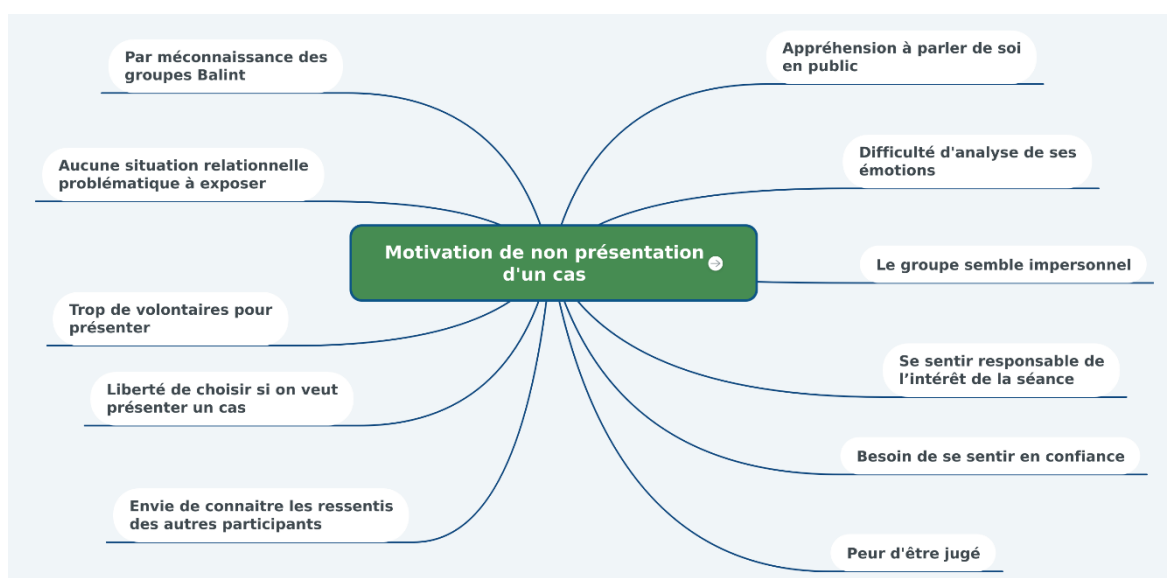 Par méconnaissance des
groupes Balint
Aucune situation relationnelle
problématique à exposer
Motivation de non présentation
d'un cas
Trop de volontaires pour
présenter
Liberté de choisir si on veut
présenter un cas
Envie de connaitre les ressentis
des autres participants
Appréhension à parler de soi
en public
Difficulté d'analyse de ses
émotions
Le groupe semble impersonnel
Se sentir responsable de
l’intérêt de la séance
Besoin de se sentir en confiance
Peur d'être jugé